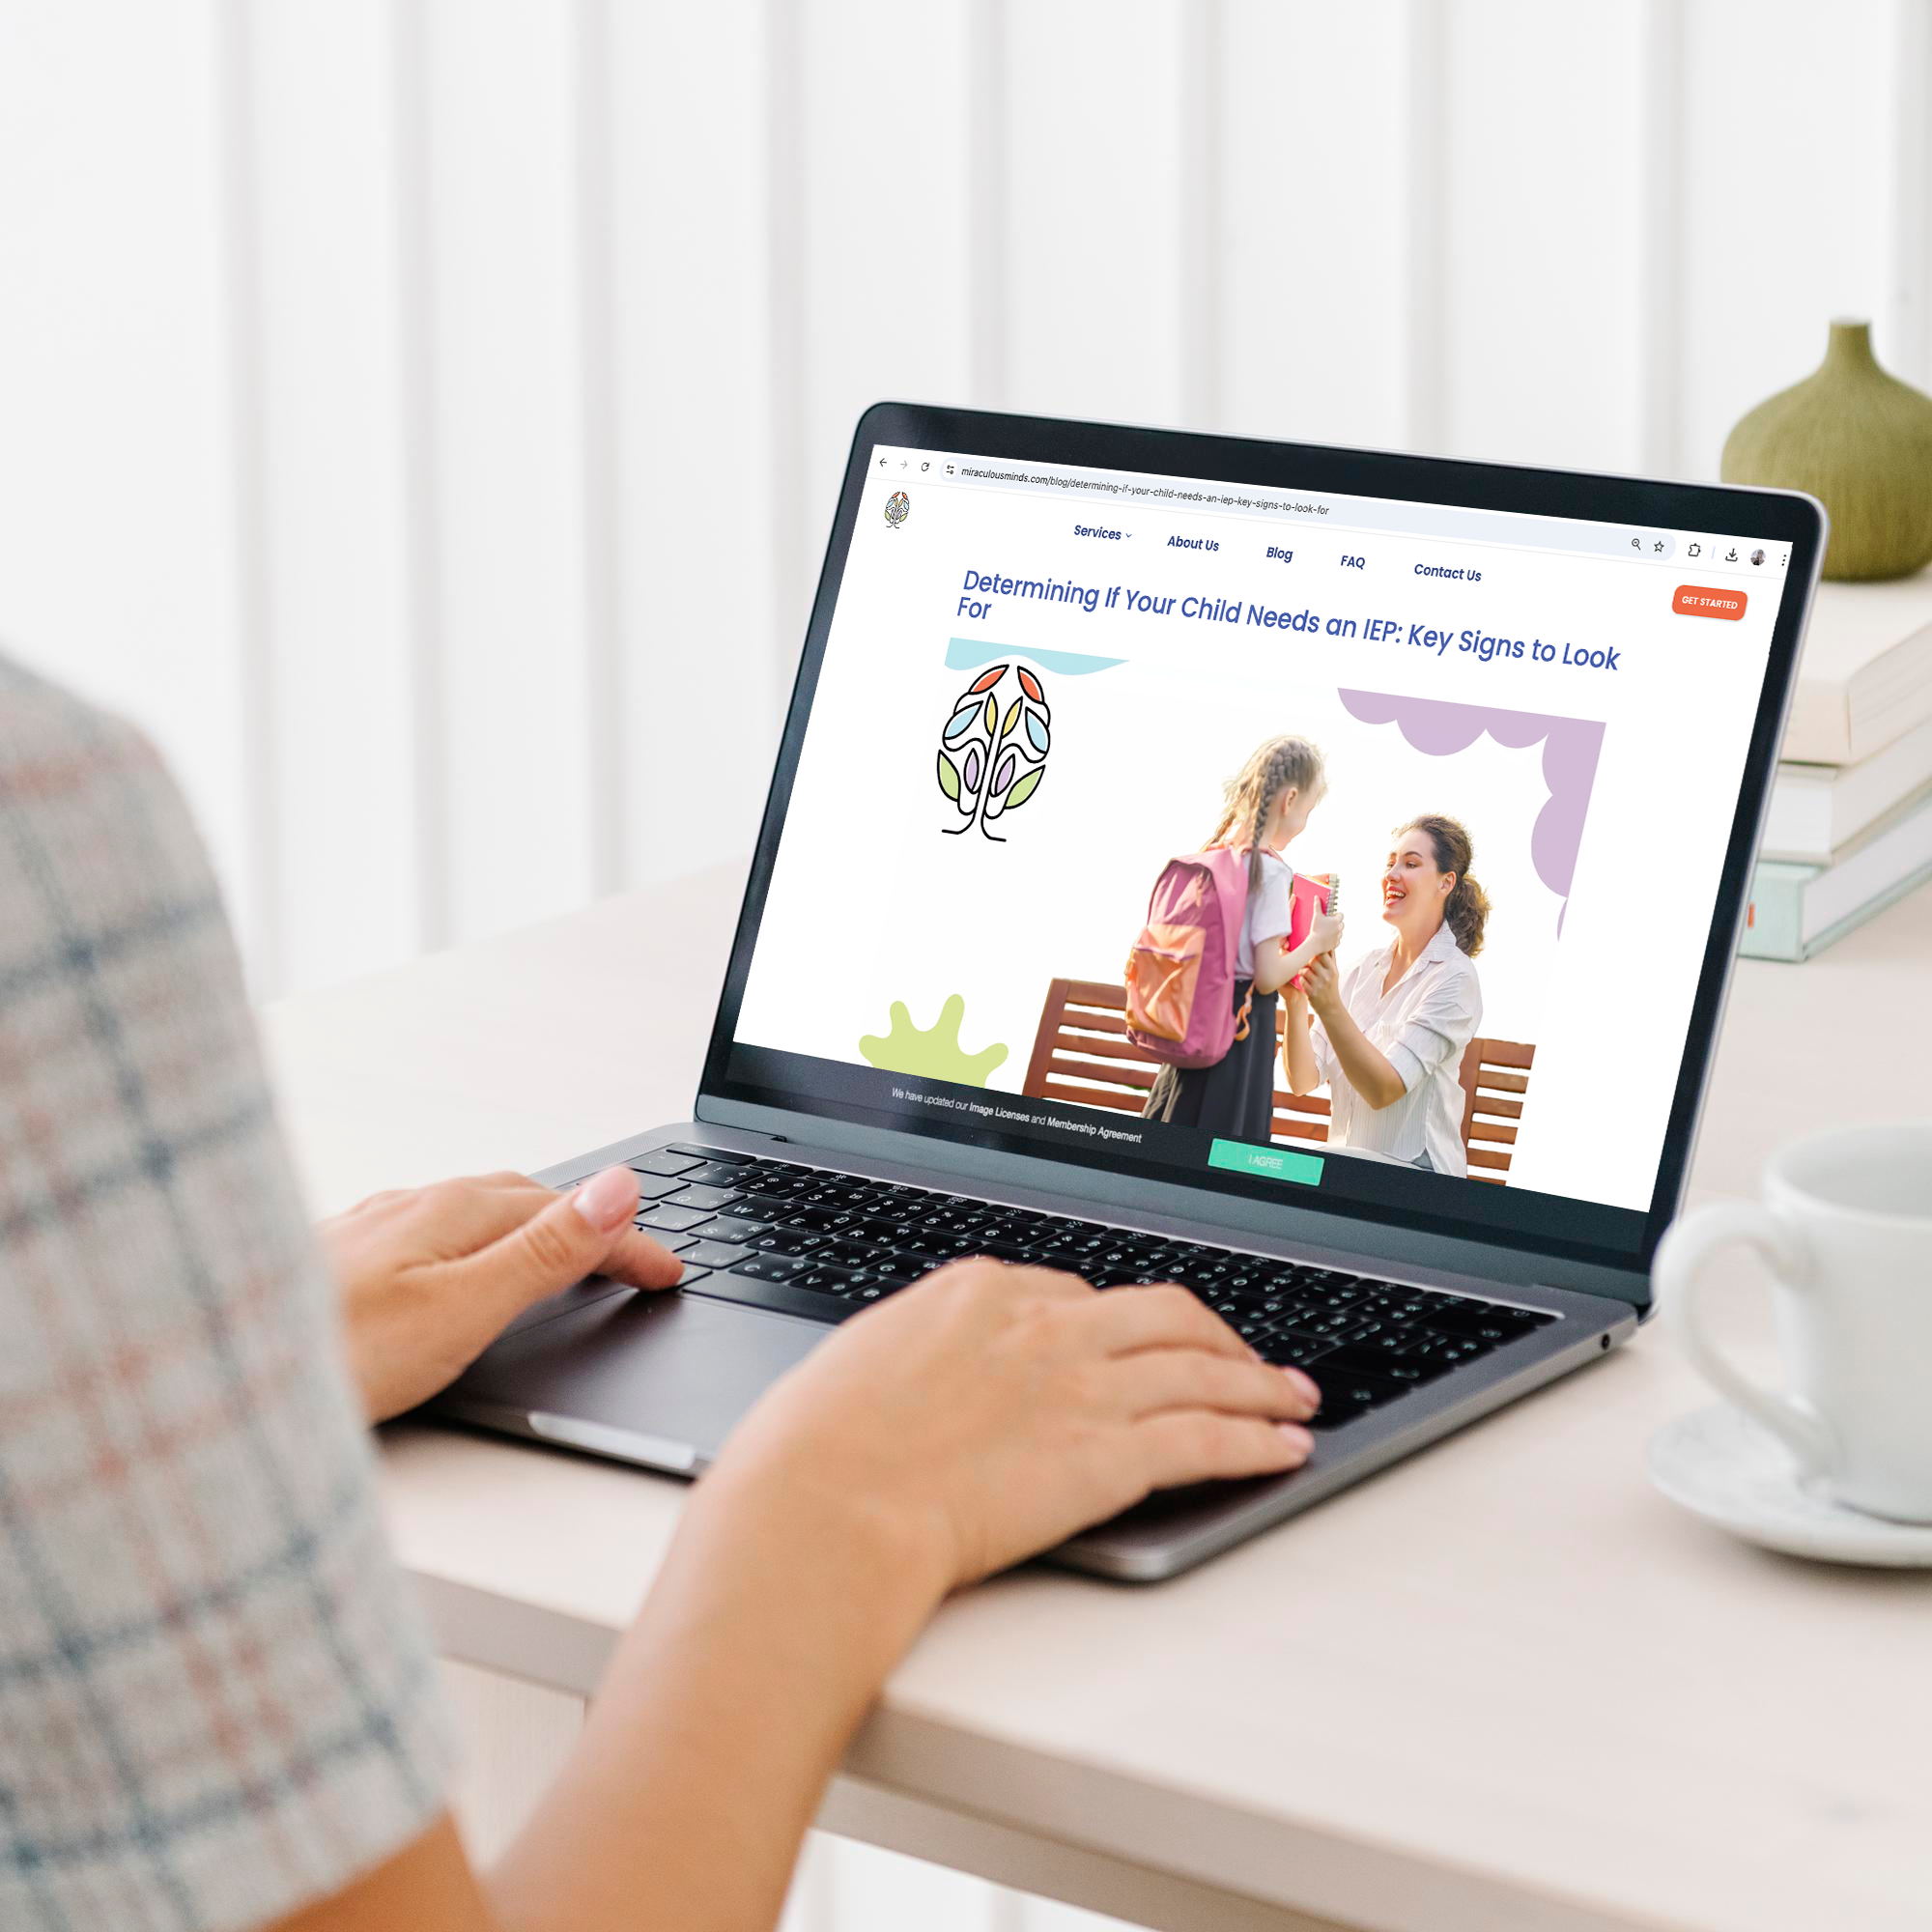 miraculousminds.com/blog/determining-if-your-child-needs-an-iep-key-signs-to-look-for
Services
About Us
Blog
FAQ
Contact Us
GET STARTED
Determining If Your Child Needs an IEP: Key Signs to Look
For
We have updated our Image Licenses and Membership Agreement
I AGREE